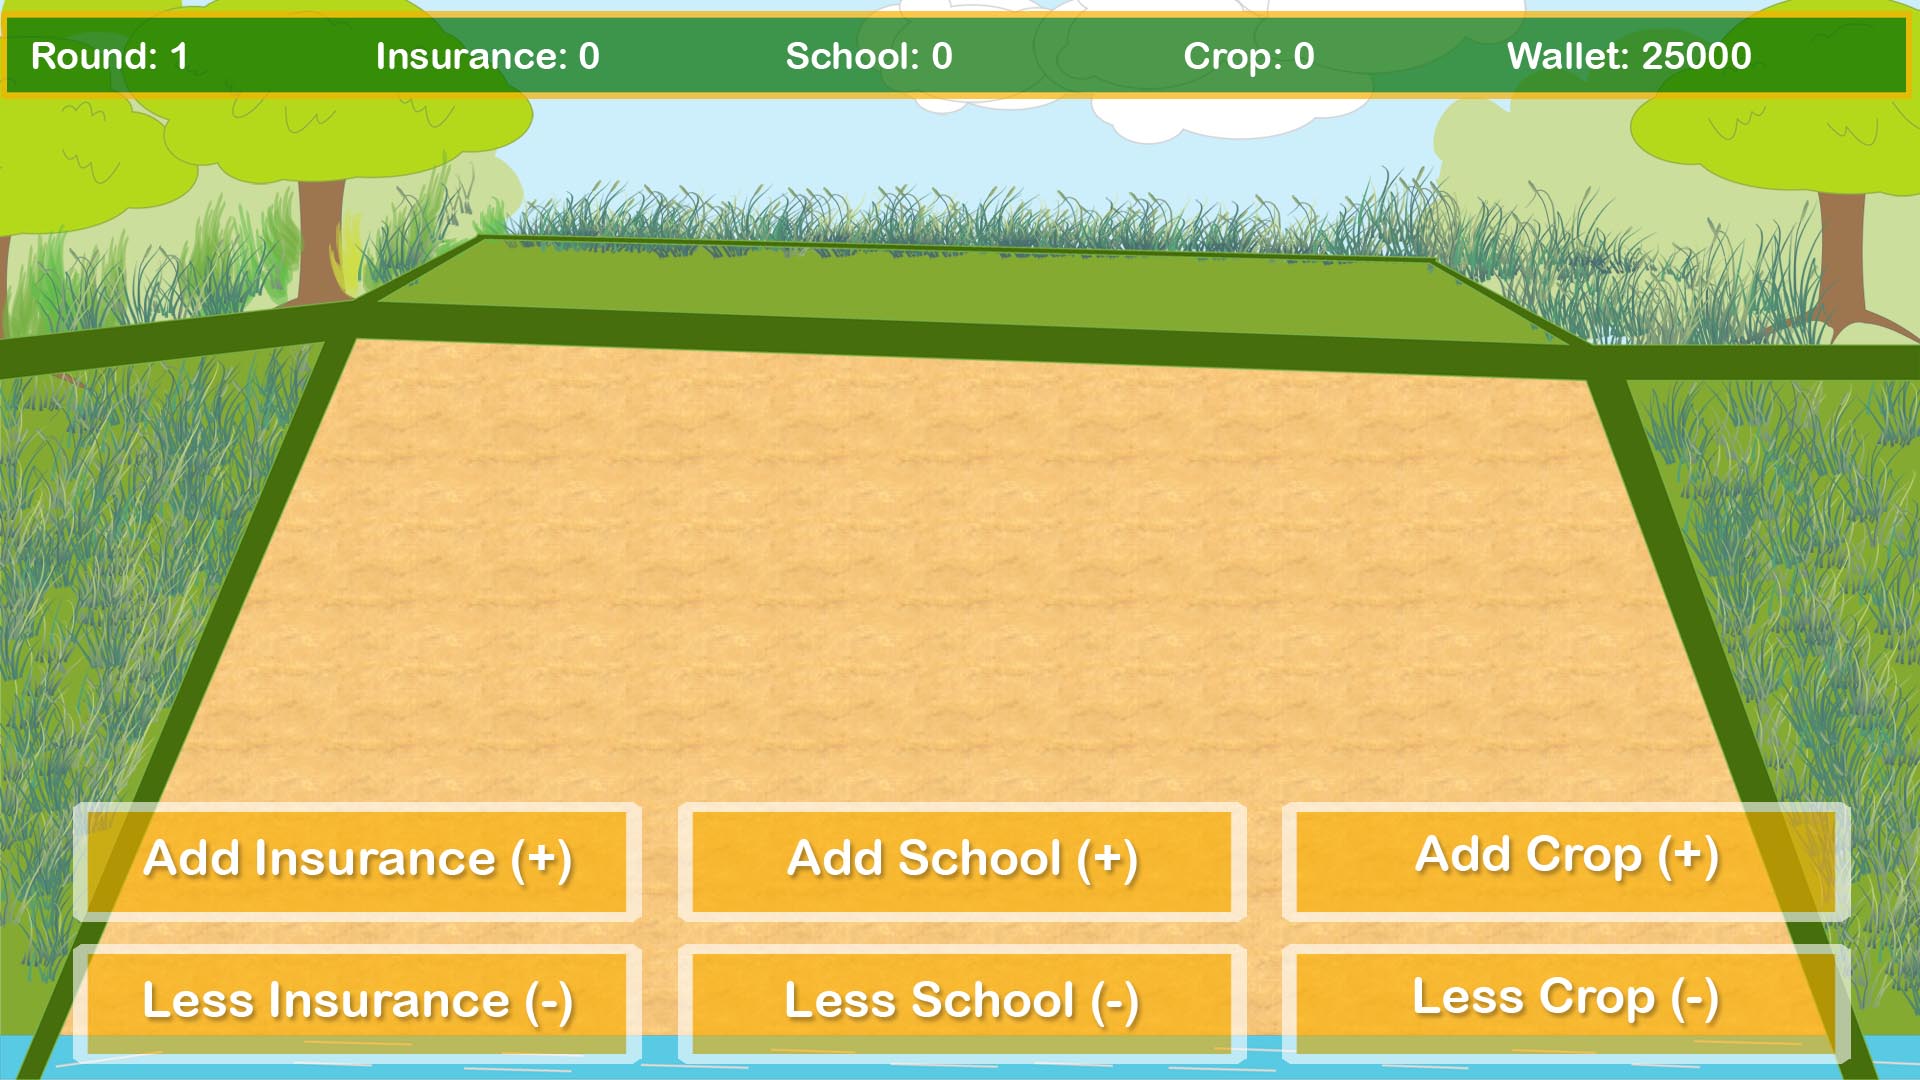 Round: 1 Insurance: 0 School: 0 Crop: 0 Wallet: 25000
Add Insurance (+) Add School (+) Add Crop (+)
Less Insurance (-) Less School (-) Less Crop (-)